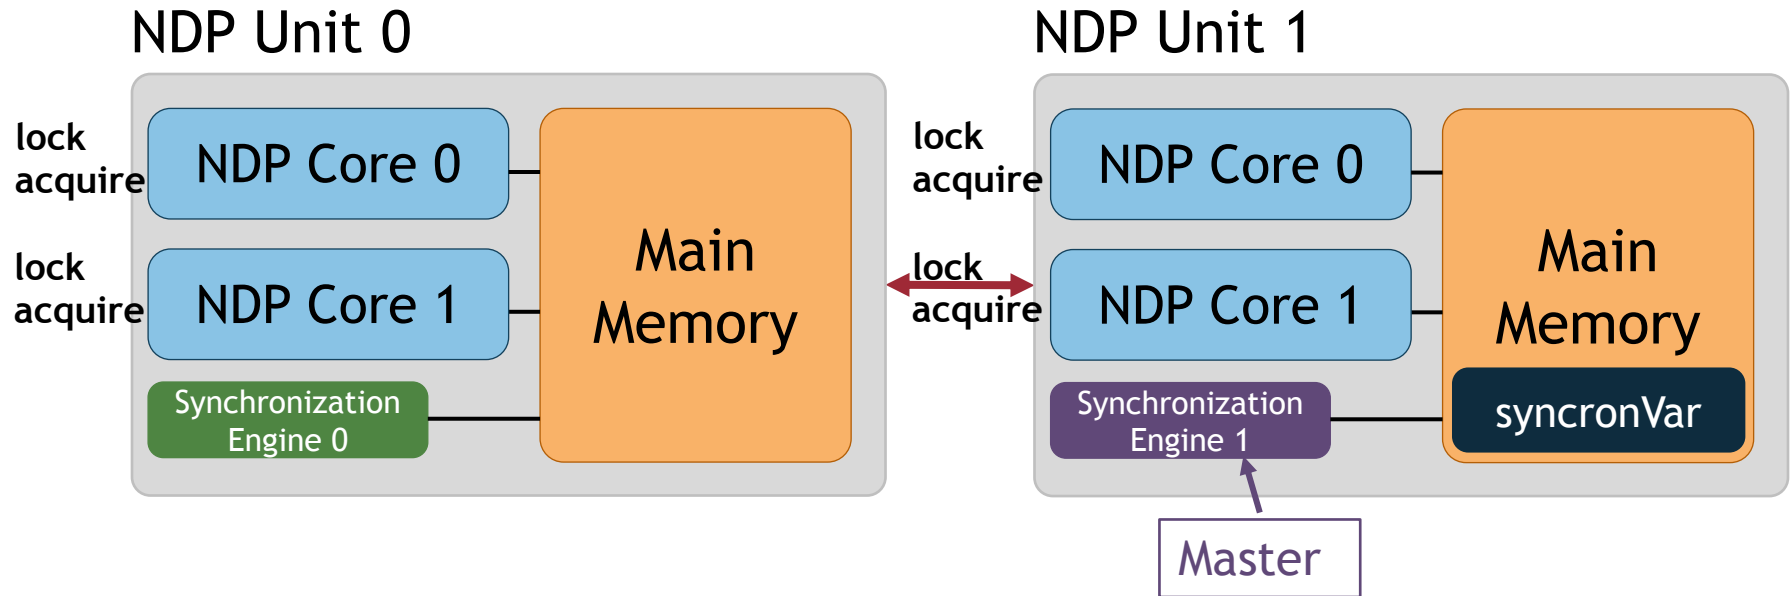 NDP Unit 0
lock
acquire
NDP Core 0
lock
acquire
NDP Core 1
Main
Memory
Synchronization
Engine 0
NDP Unit 1
lock
acquire
NDP Core 0
lock
acquire
NDP Core 1
Main
Memory
Synchronization
Engine 1
syncronVar
Master